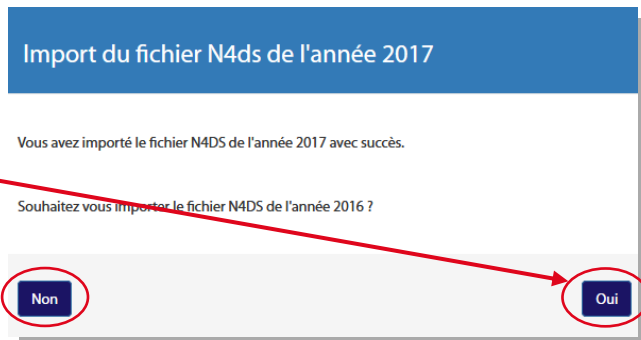 Import du fichier N4ds de l'année 2017
Vous avez importé le fichier N4DS de l'année 2017 avec succès.
Souhaitez vous importer le fichier N4DS de l'année 2016 ?
Non
Oui